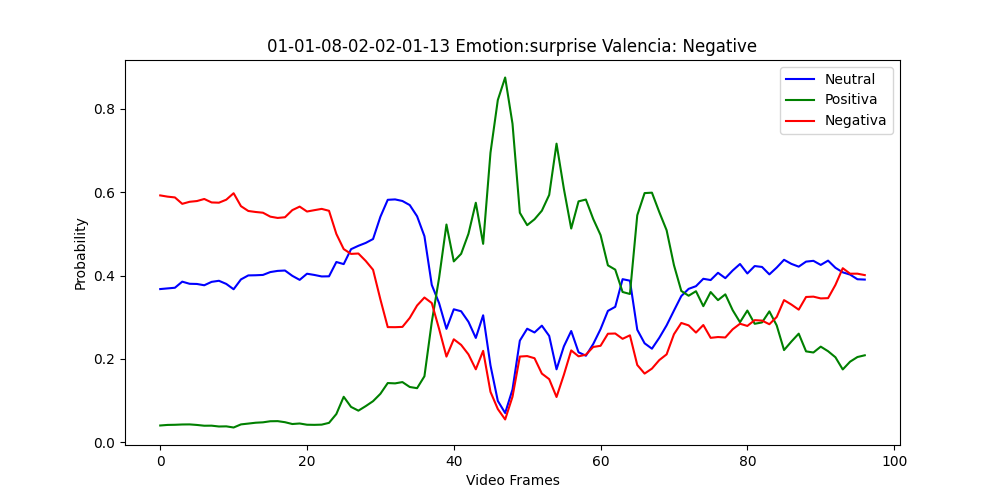 01-01-08-02-02-01-13 Emotion:surprise Valencia: Negative
Neutral
Positiva
Negativa
Probability
0.8
0.6
0.4
0.2
0.0
0 20 40 60 80 100
Video Frames